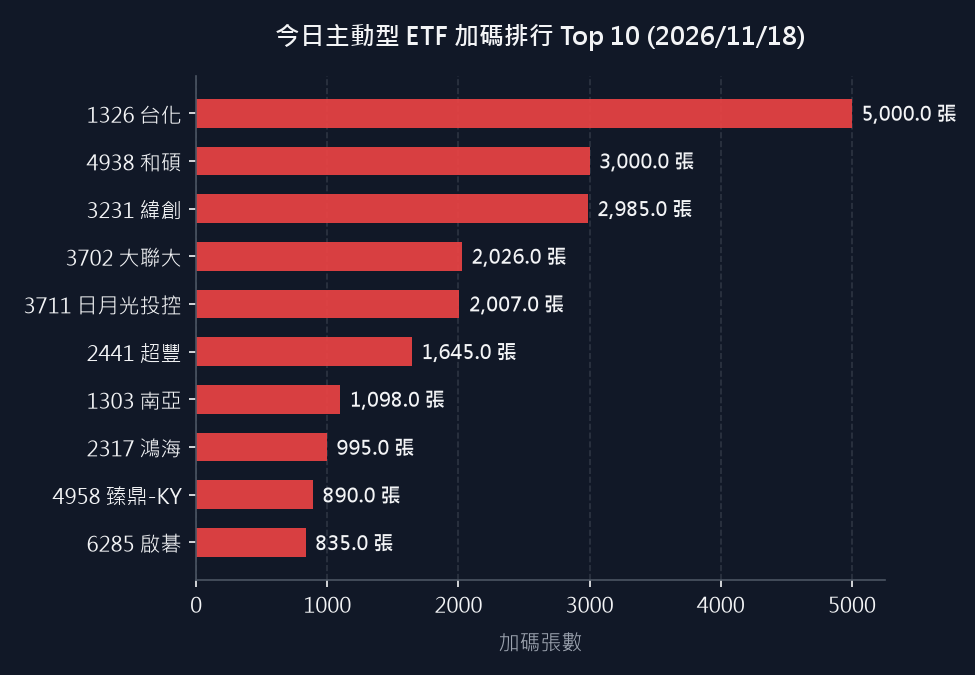 今日主動型 ETF 加碼排行 Top 10 (2026/11/18)
1326 台化 5,000.0 張
4938 和碩 3,000.0 張
3231 緯創 2,985.0 張
3702 大聯大 2,026.0 張
3711 日月光投控 2,007.0 張
2441 超豐 1,645.0 張
1303 南亞 1,098.0 張
2317 鴻海 995.0 張
4958 臻鼎-KY 890.0 張
6285 啟碁 835.0 張
0 1000 2000 3000 4000 5000
加碼張數